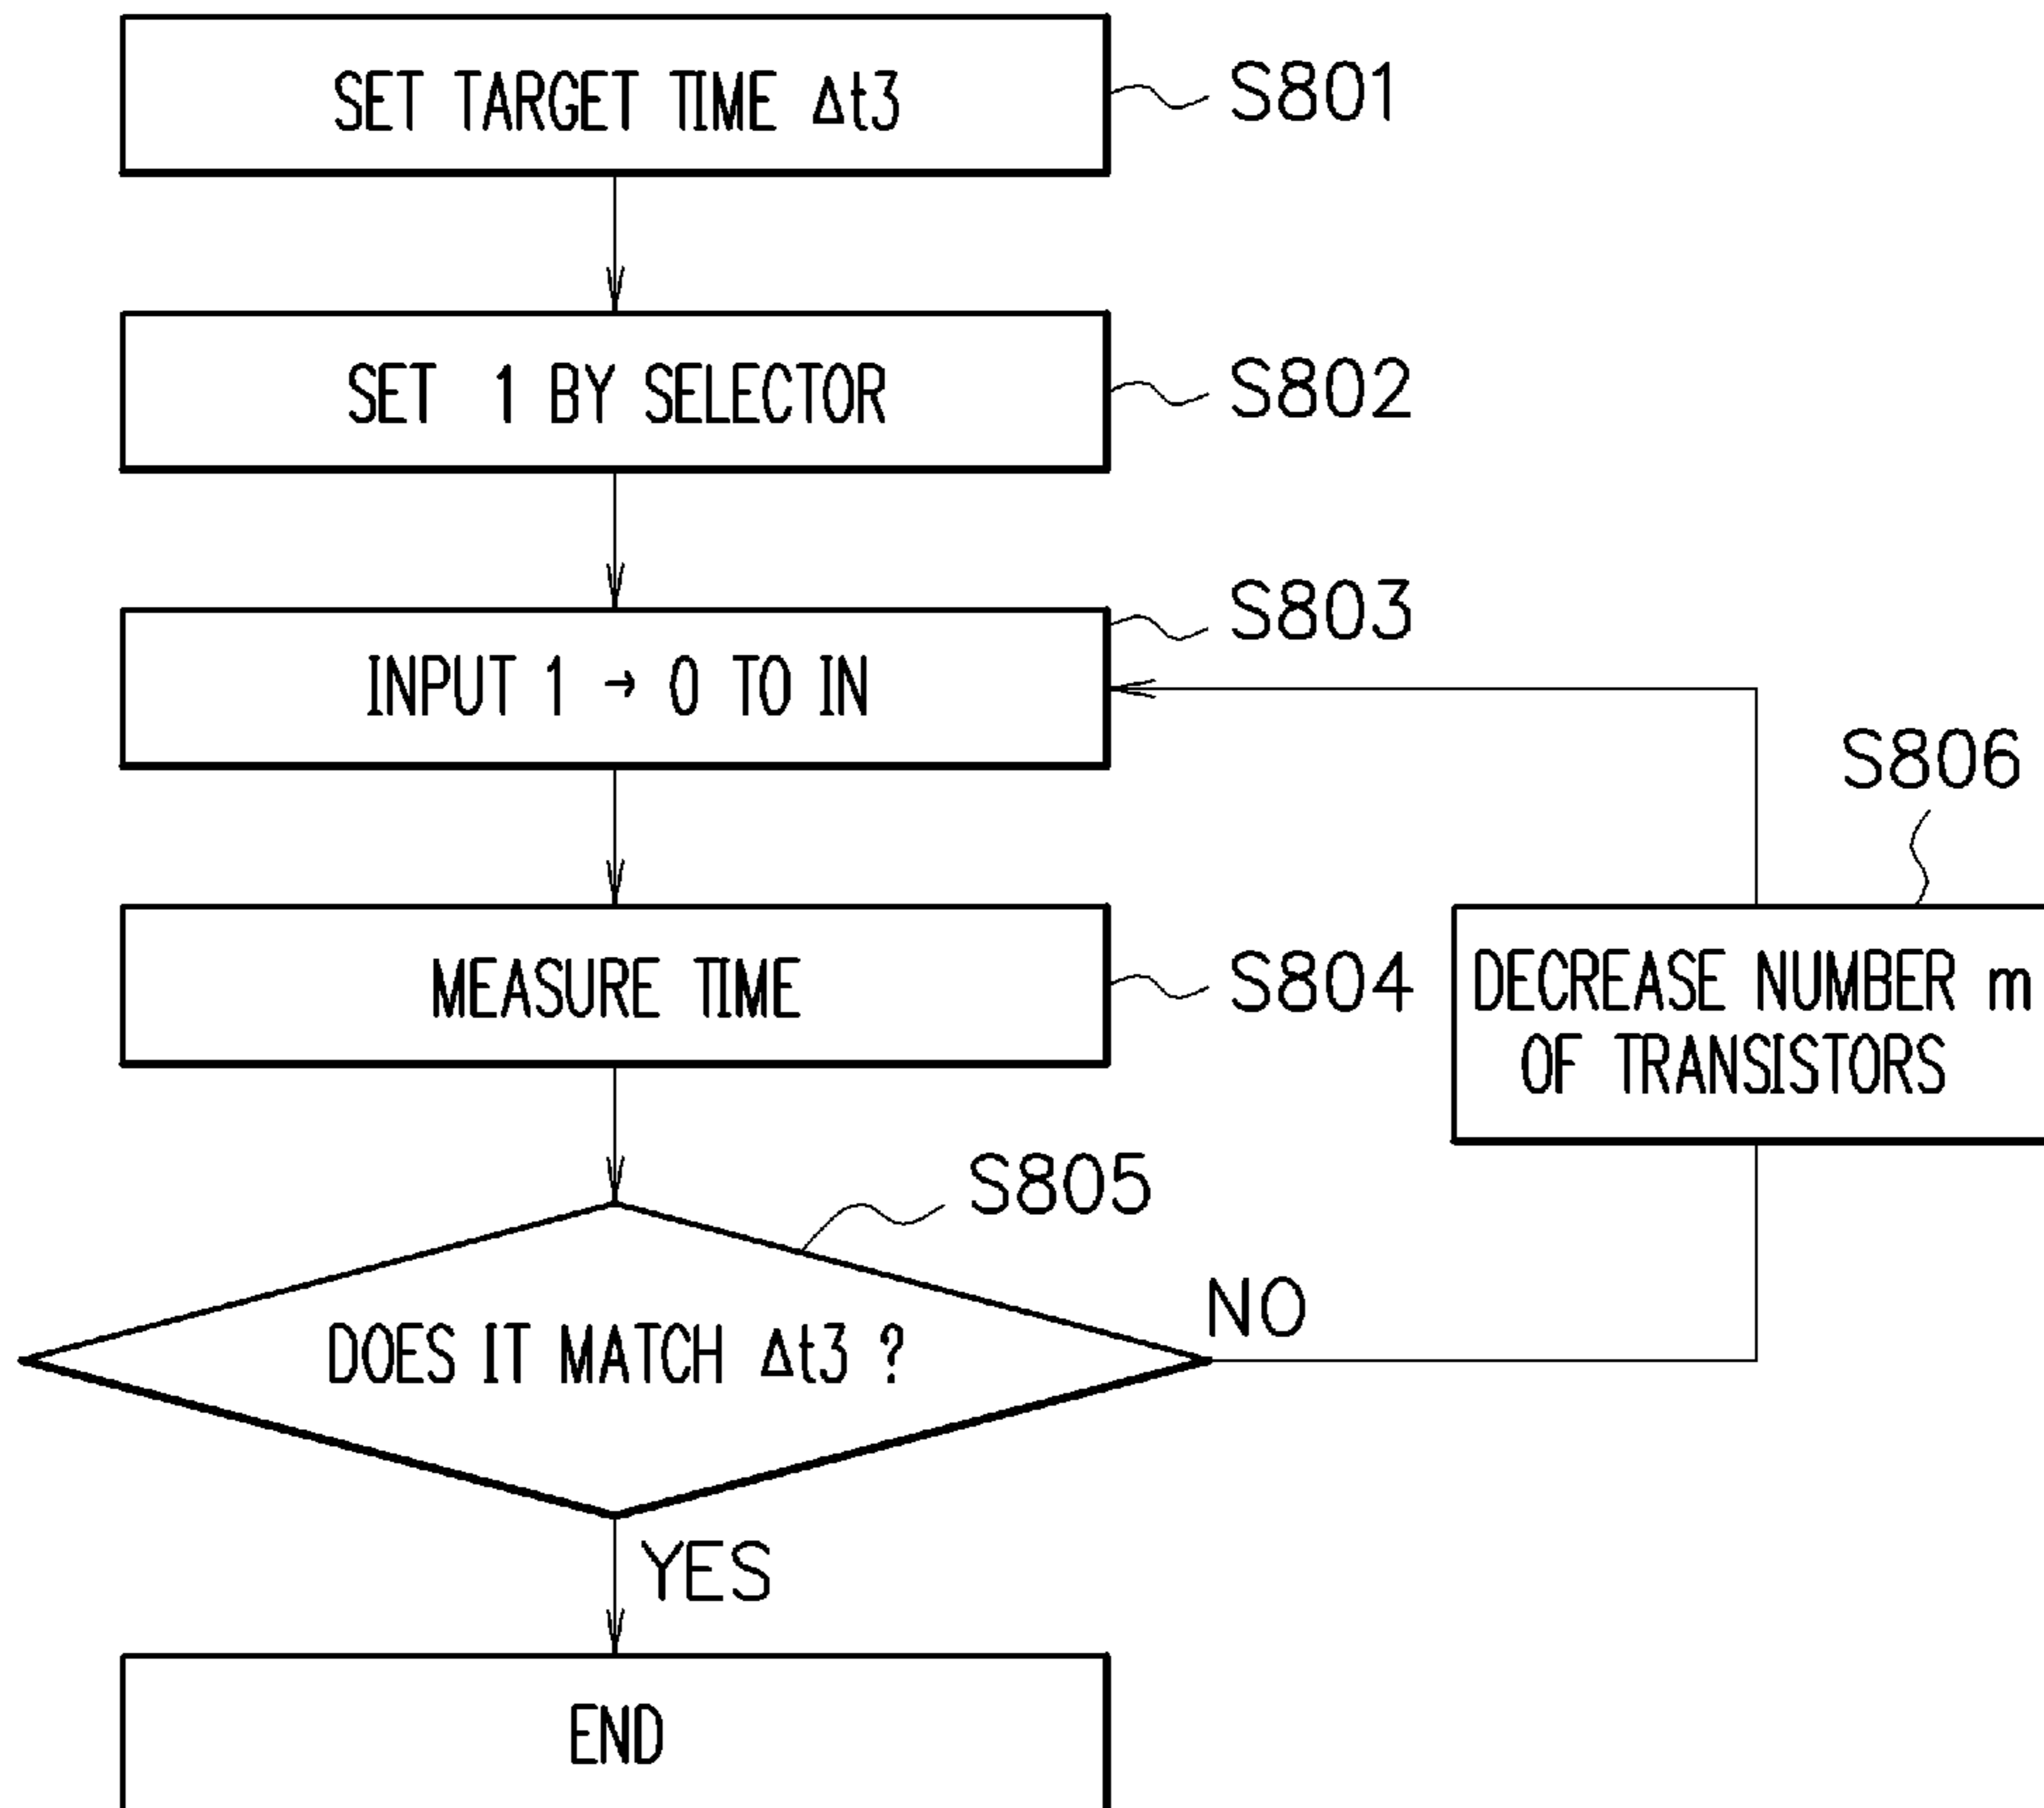 SET TARGET TIME Δt3
S801
SET 1 BY SELECTOR
S802
INPUT 1 → 0 TO IN
S803
MEASURE TIME
S804
S806
DECREASE NUMBER m
OF TRANSISTORS
S805
DOES IT MATCH Δt3 ?
NO
YES
END